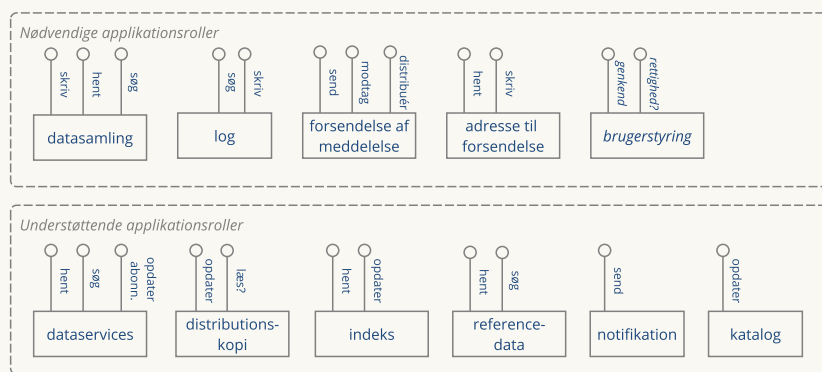 Nødvendige applikationsroller
skriv
hent
søg
søg
skriv
send
modtag
distribuér
hent
skriv
genkend
rettighed?
datasamling
log
forsendelse af
meddelelse
adresse til
forsendelse
brugerstyring
Understøttende applikationsroller
hent
søg
opdater
abonn.
opdater
læs?
hent
opdater
hent
søg
send
opdater
dataservices
distributions-
kopi
indeks
reference-
data
notifikation
katalog